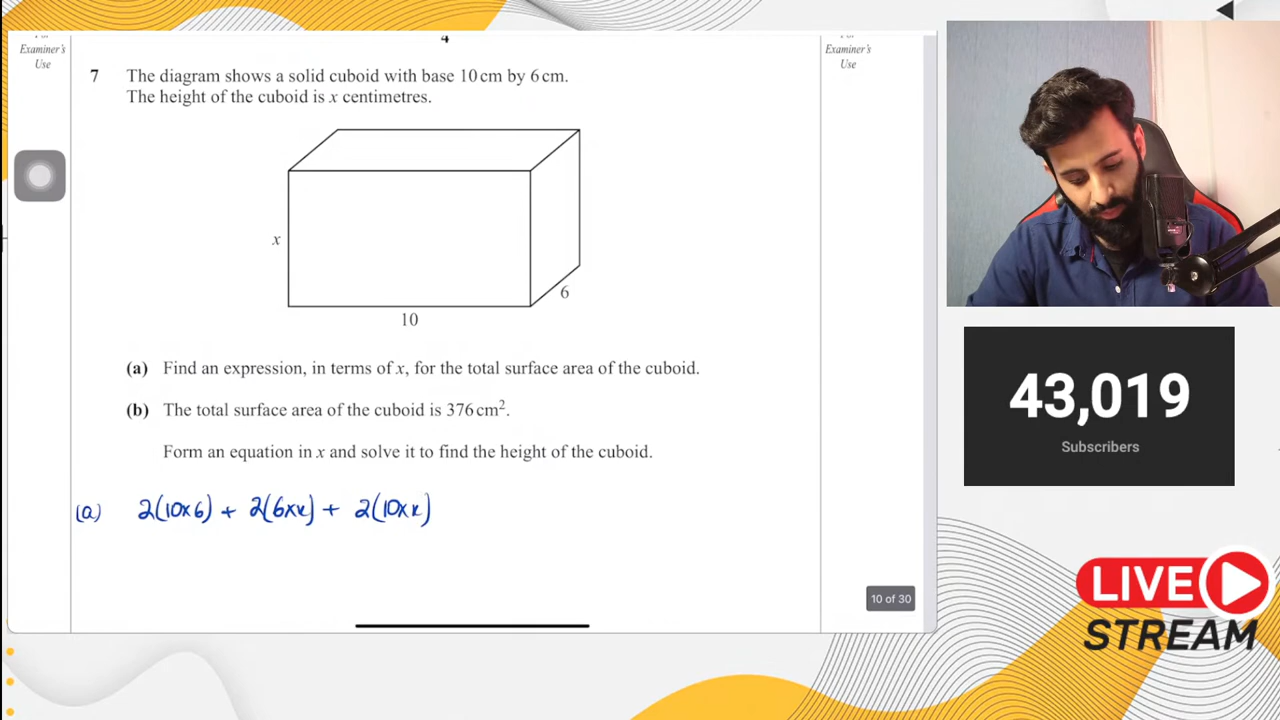 4
Examiner's
Use
Examiner's
Use
7 The diagram shows a solid cuboid with base 10 cm by 6 cm.
The height of the cuboid is x centimetres.
x
6
10
(a) Find an expression, in terms of x, for the total surface area of the cuboid.
(b) The total surface area of the cuboid is 376 cm².
Form an equation in x and solve it to find the height of the cuboid.
(a) 2(10×6) + 2(6×x) + 2(10×x)
10 of 30
43,019
Subscribers
LIVE
STREAM